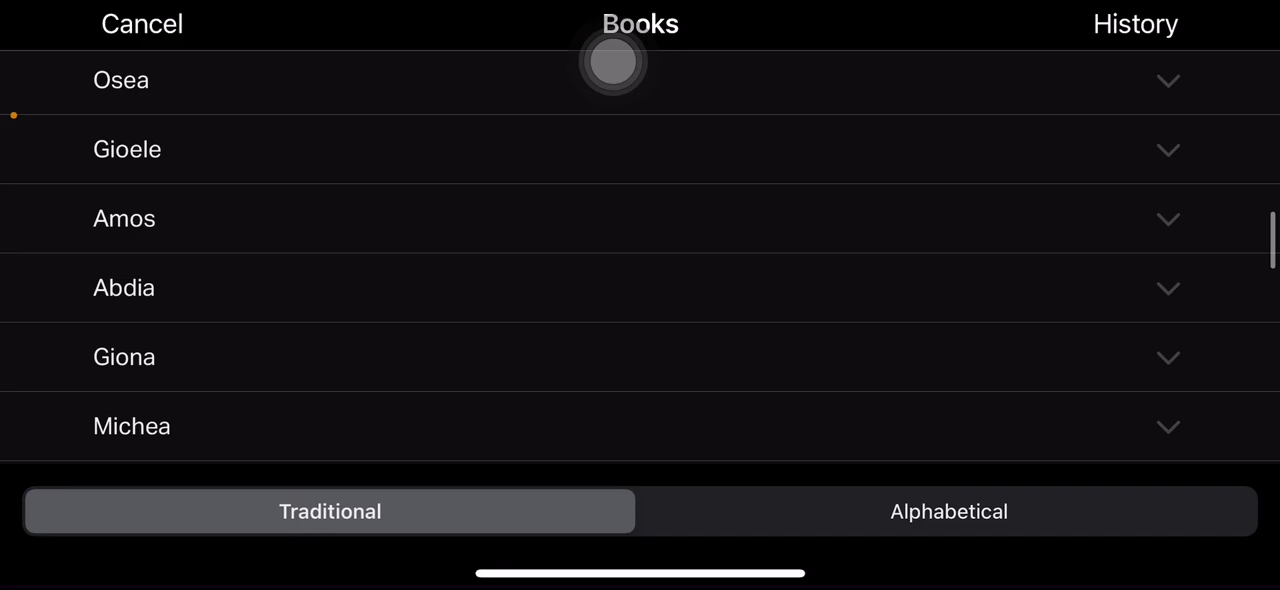 Cancel Books History
Osea
Gioele
Amos
Abdia
Giona
Michea
Traditional Alphabetical